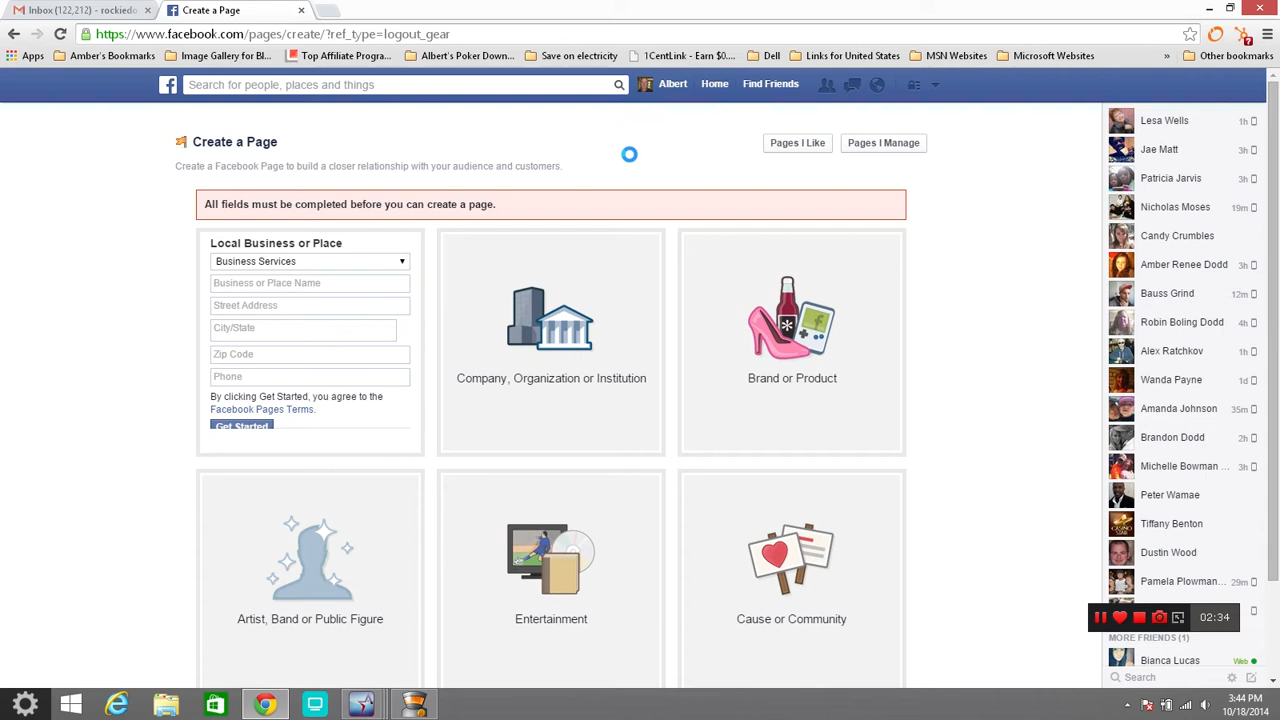 Inbox (122,212) - rockiedo
Create a Page
https://www.facebook.com/pages/create/?ref_type=logout_gear
Apps
Amber's Bookmarks
Image Gallery for Bl...
Top Affiliate Progra...
Albert's Poker Down...
Save on electricity
1CentLink - Earn $0....
Dell
Links for United States
MSN Websites
Microsoft Websites
»
Other bookmarks
Search for people, places and things
Albert
Home
Find Friends
Create a Page
Pages I Like
Pages I Manage
Create a Facebook Page to build a closer relationship with your audience and customers.
All fields must be completed before you can create a page.
Local Business or Place
Business Services
Business or Place Name
Street Address
City/State
Zip Code
Phone
By clicking Get Started, you agree to the
Facebook Pages Terms.
Get Started
Company, Organization or Institution
Brand or Product
Artist, Band or Public Figure
Entertainment
Cause or Community
Lesa Wells 1h
Jae Matt 3h
Patricia Jarvis 3h
Nicholas Moses 19m
Candy Crumbles
Amber Renee Dodd 3h
Bauss Grind 12m
Robin Boling Dodd 4h
Alex Ratchkov 1h
Wanda Payne 1d
Amanda Johnson 35m
Brandon Dodd 2h
Michelle Bowman ... 3h
Peter Wamae
Tiffany Benton
Dustin Wood
Pamela Plowman... 29m
02:34
MORE FRIENDS (1)
Bianca Lucas Web
Search
3:44 PM
10/18/2014